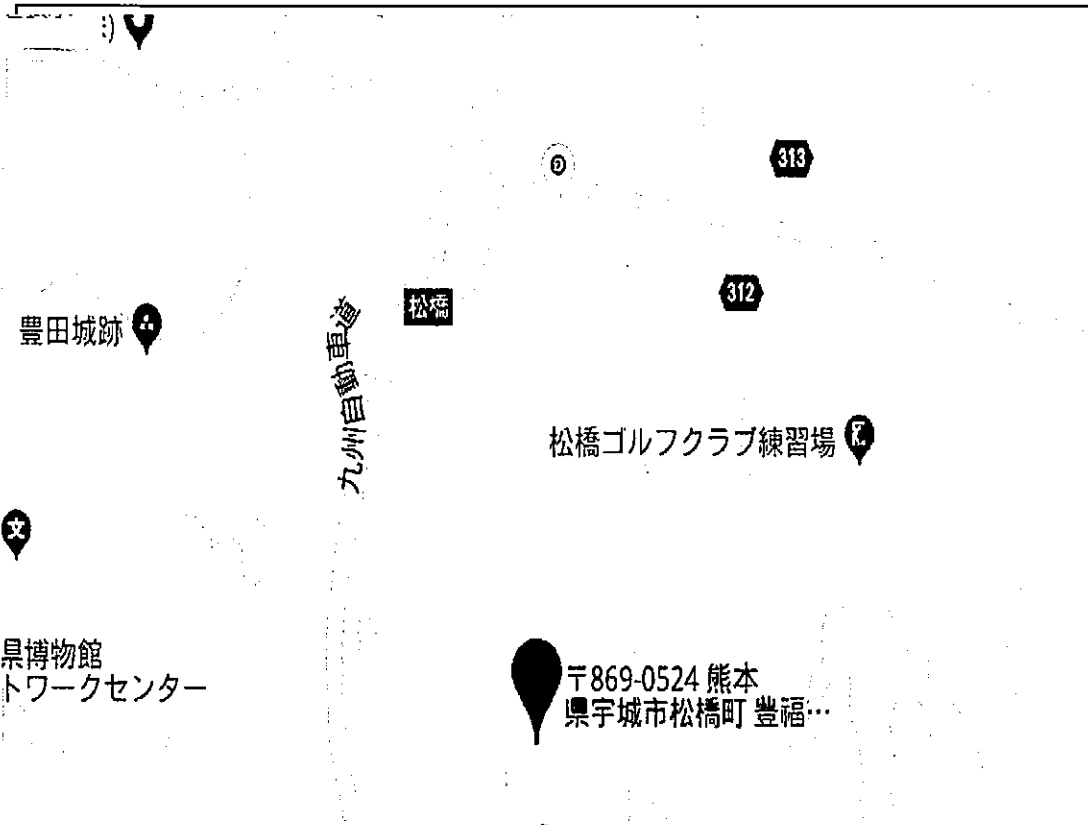 313
312
松橋
豊田城跡
九州自動車道
松橋ゴルフクラブ練習場
文
県博物館
トワークセンター
〒869-0524 熊本
県宇城市松橋町 豊福…